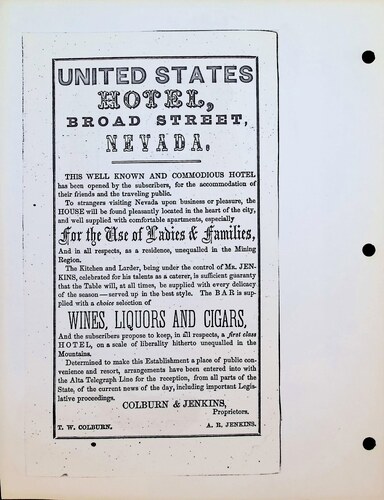 UNITED STATES
HOTEL,
BROAD STREET,
NEVADA.
THIS WELL KNOWN AND COMMODIOUS HOTEL
has been opened by the subscribers, for the accommodation of
their friends and the traveling public.
To strangers visiting Nevada upon business or pleasure, the
HOUSE will be found pleasantly located in the heart of the city,
and well supplied with comfortable apartments, especially
For the Use of Ladies & Families,
And in all respects, as a residence, unequalled in the Mining
Region.
The Kitchen and Larder, being under the control of MR. JEN-
KINS, celebrated for his talents as a caterer, is sufficient guaranty
that the Table will, at all times, be supplied with every delicacy
of the season—served up in the best style. The BAR is sup-
plied with a choice selection of
WINES, LIQUORS AND CIGARS,
And the subscribers propose to keep, in all respects, a first class
HOTEL, on a scale of liberality hitherto unequalled in the
Mountains.
Determined to make this Establishment a place of public con-
venience and resort, arrangements have been entered into with
the Alta Telegraph Line for the reception, from all parts of the
State, of the current news of the day, including important Legis-
lative proceedings.
COLBURN & JENKINS,
Proprietors.
T. W. COLBURN. A. R. JENKINS.